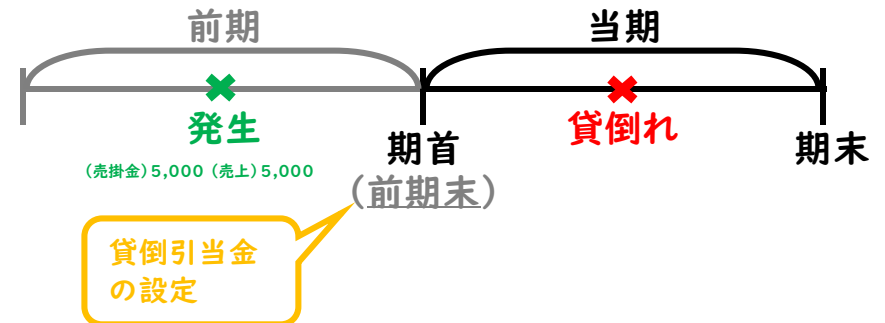 前期
当期
発生
貸倒れ
(売掛金)5,000 (売上)5,000
期首
期末
(前期末)
貸倒引当金
の設定